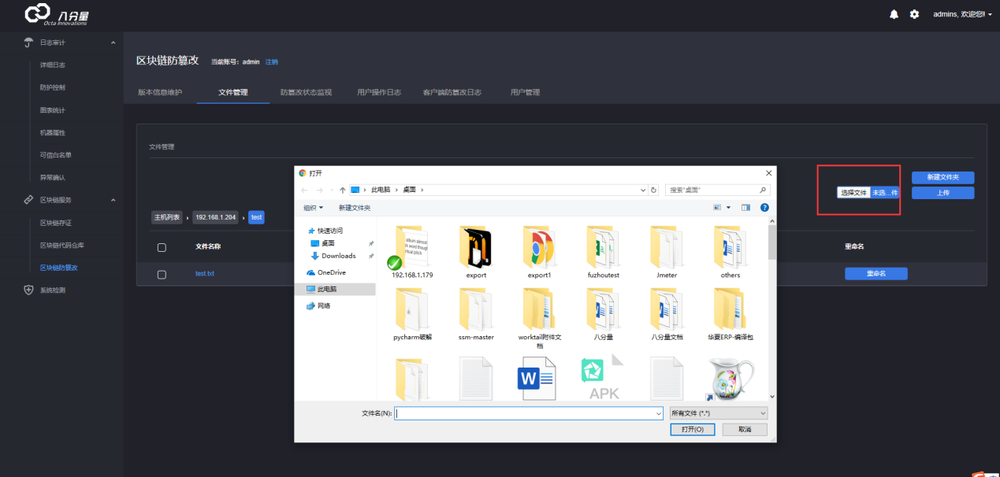 八分量
Octa Innovations
admins, 欢迎您!
日志审计
详细日志
防护控制
图表统计
机器属性
可信白名单
异常确认
区块链服务
区块链存证
区块链代码仓库
区块链防篡改
系统检测
区块链防篡改 当前账号: admin 注销
版本信息维护 文件管理 防篡改状态监视 用户操作日志 客户端防篡改日志 用户管理
文件管理
新建文件夹
选择文件 未选...件 上传
主机列表 › 192.168.1.204 › test
文件名称 重命名
test.txt 重命名
打开
此电脑 › 桌面 ›
搜索"桌面"
组织 新建文件夹
快速访问
桌面
Downloads
OneDrive
此电脑
网络
192.168.1.179 export export1 fuzhoutest Jmeter others
pycharm破解 ssm-master worktail附件文档 八分量 八分量文档 华夏ERP-编译包
W
APK
文件名(N): 所有文件 (*.*)
打开(O) 取消